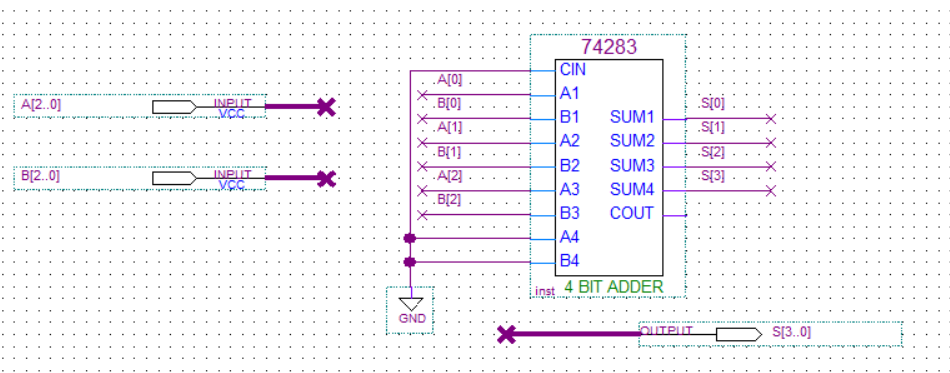 74283
CIN
A[0]
A1
B[0]
B1
SUM1
S[0]
A[1]
A2
SUM2
S[1]
B[1]
B2
SUM3
S[2]
A[2]
A3
SUM4
S[3]
B[2]
B3
COUT
A4
B4
inst
4 BIT ADDER
A[2..0]
INPUT
VCC
B[2..0]
INPUT
VCC
GND
OUTPUT
S[3..0]